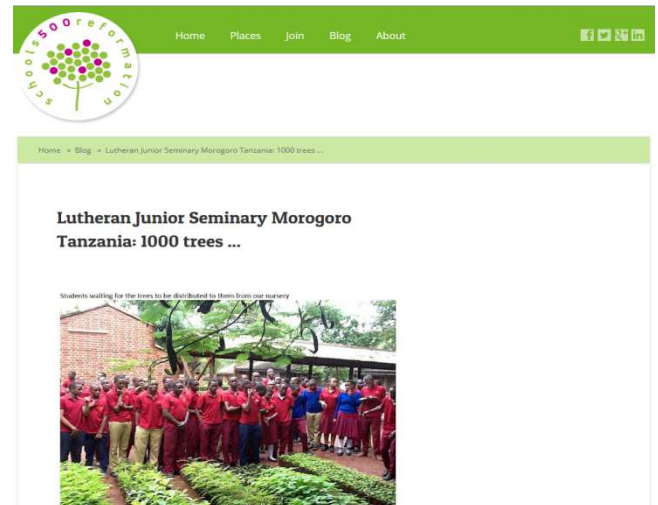 schools500reformation
Home Places Join Blog About
Home » Blog » Lutheran Junior Seminary Morogoro Tanzania: 1000 trees ...
Lutheran Junior Seminary Morogoro
Tanzania: 1000 trees ...
Students waiting for the trees to be distributed to them from our nursery